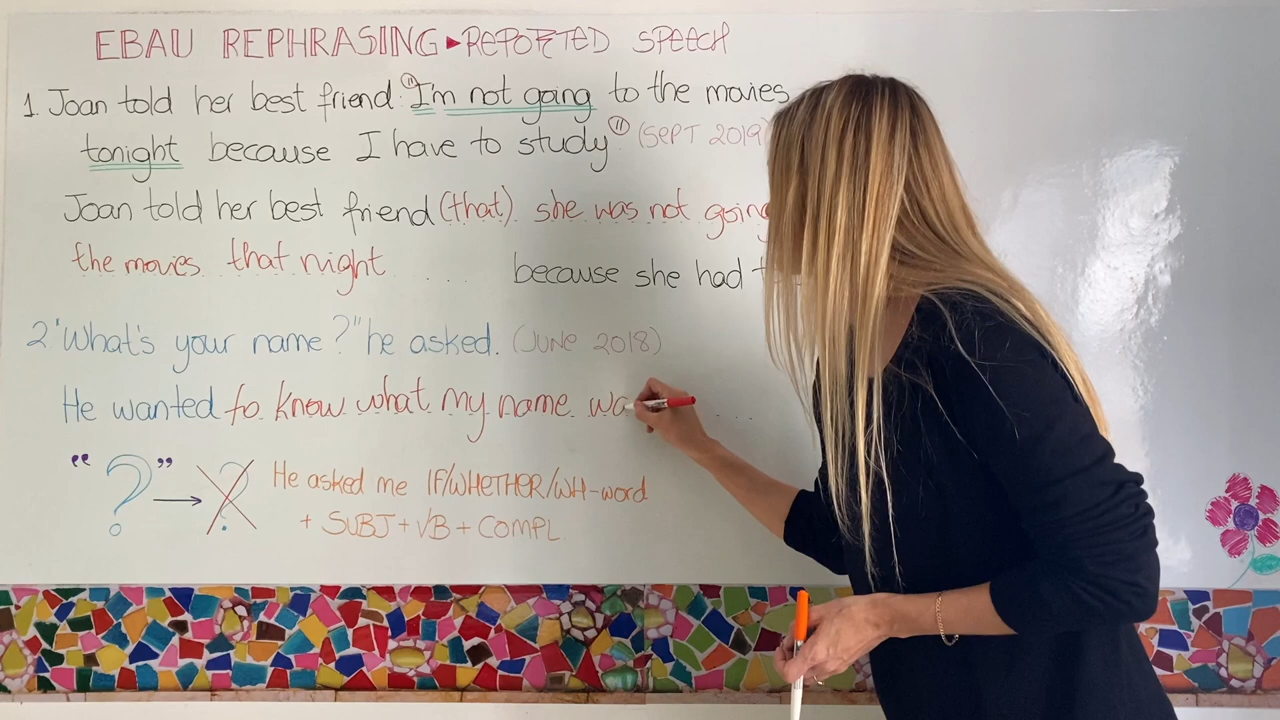 EBAU REPHRASING ▸ REPORTED SPEECH
1. Joan told her best friend: "I'm not going to the movies
tonight because I have to study" (SEPT 2019)
Joan told her best friend (that) she was not going
the movies that night .... because she had t
2. "What's your name?" he asked. (JUNE 2018)
He wanted to know what my name wa ...
" ? " → ?
He asked me IF/WHETHER/WH-word
+ SUBJ + VB + COMPL